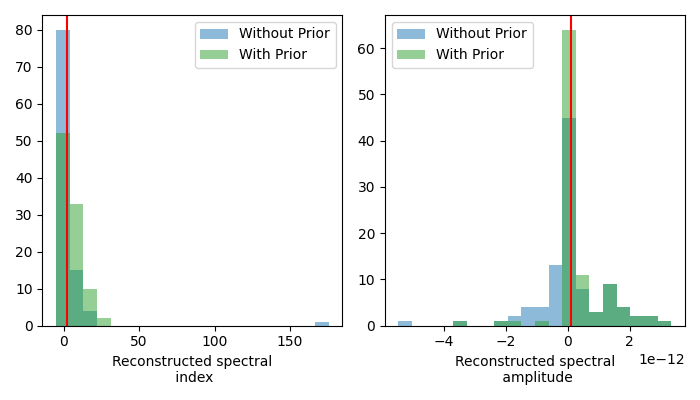 80
70
60
50
40
30
20
10
0
Without Prior
With Prior
0
50
100
150
Reconstructed spectral
index
60
50
40
30
20
10
0
Without Prior
With Prior
−4
−2
0
2
1e−12
Reconstructed spectral
amplitude